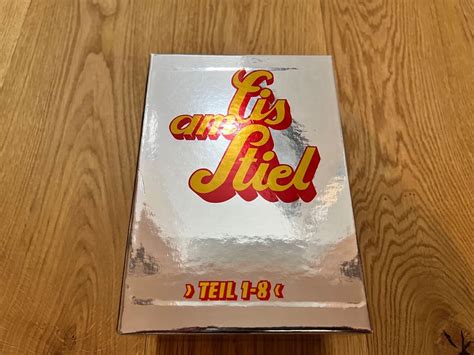 Eis
am
Stiel
› TEIL 1-8 ‹